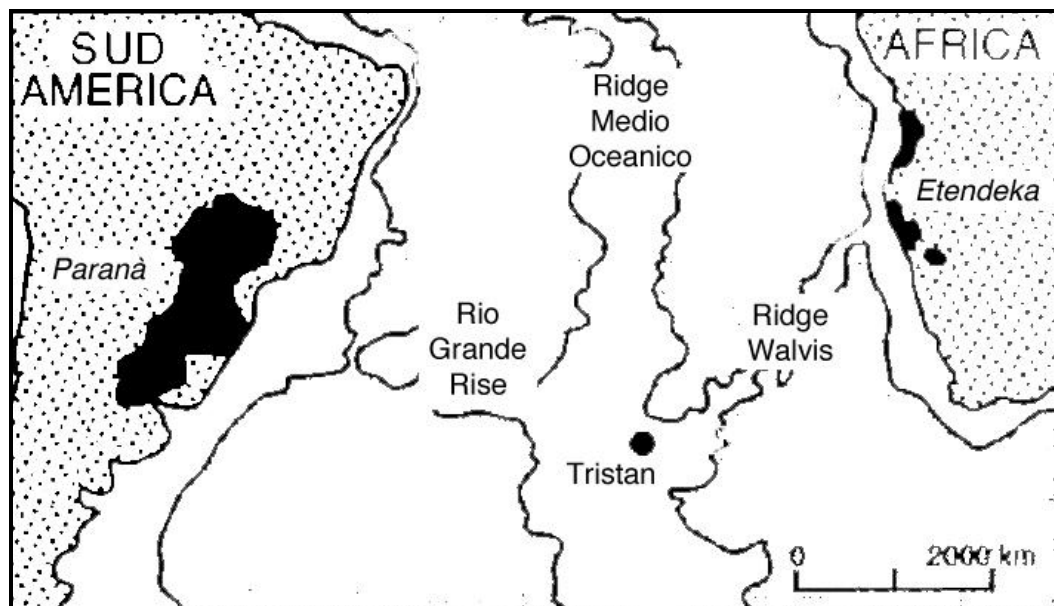 SUD
AMERICA
AFRICA
Ridge
Medio
Oceanico
Etendeka
Paranà
Rio
Grande
Rise
Ridge
Walvis
Tristan
0 2000 km